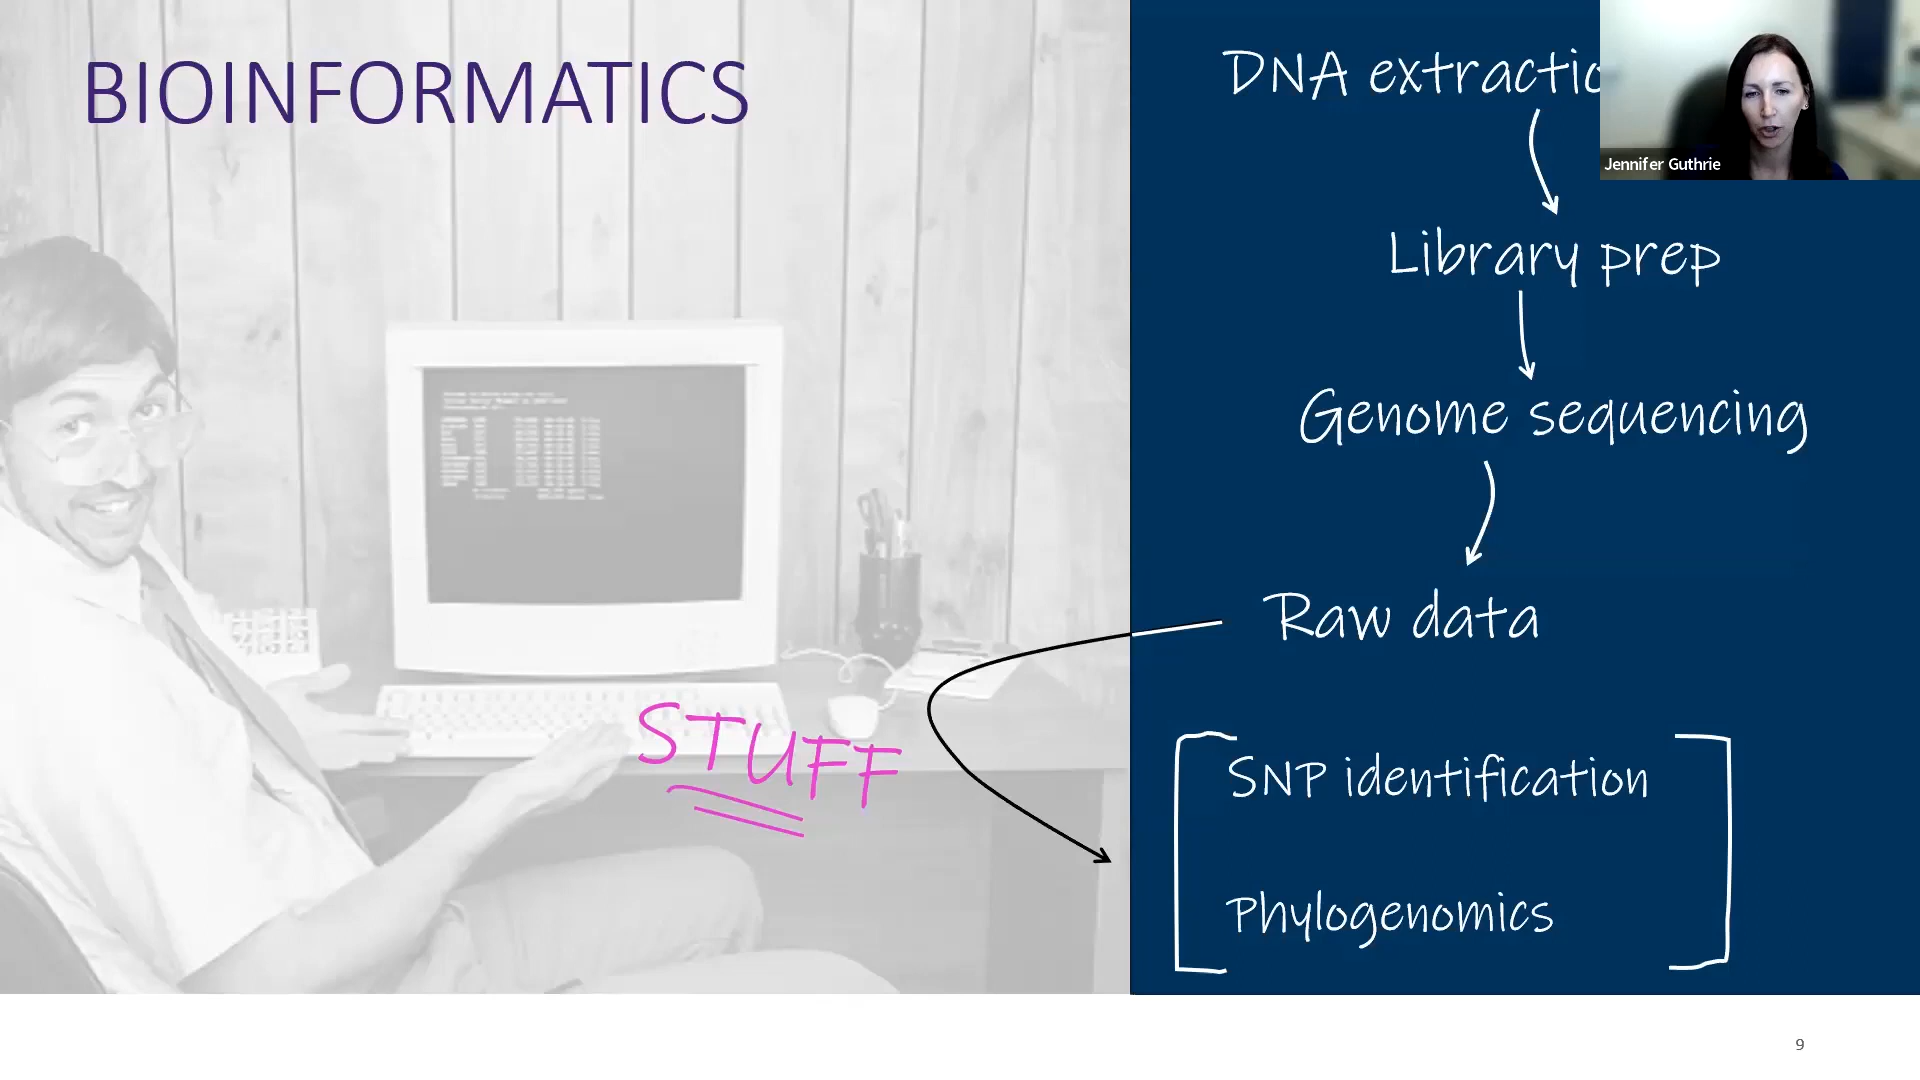 BIOINFORMATICS
DNA extractio
Jennifer Guthrie
Library prep
Genome sequencing
Raw data
STUFF
SNP identification
Phylogenomics
9